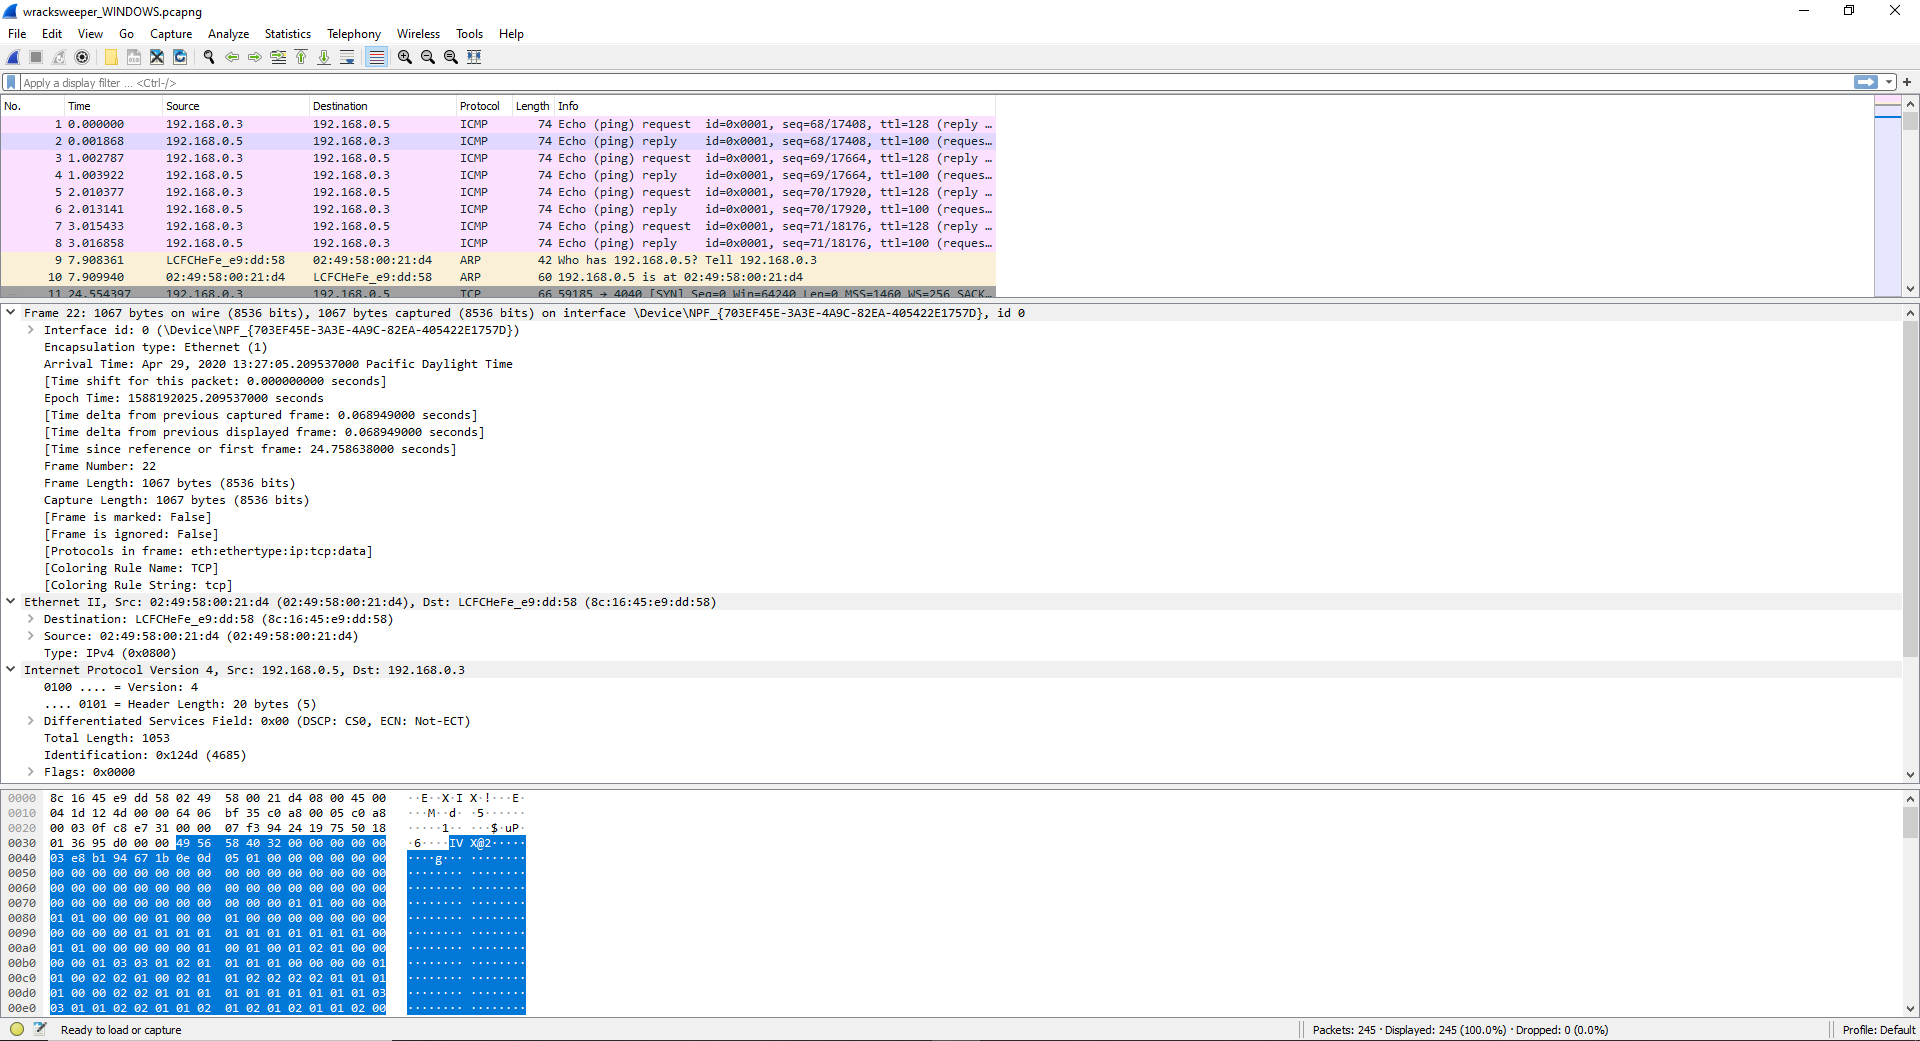 wracksweeper_WINDOWS.pcapng
File Edit View Go Capture Analyze Statistics Telephony Wireless Tools Help
Apply a display filter ... <Ctrl-/>
No. Time Source Destination Protocol Length Info
1 0.000000 192.168.0.3 192.168.0.5 ICMP 74 Echo (ping) request id=0x0001, seq=68/17408, ttl=128 (reply …
2 0.001868 192.168.0.5 192.168.0.3 ICMP 74 Echo (ping) reply id=0x0001, seq=68/17408, ttl=100 (reques…
3 1.002787 192.168.0.3 192.168.0.5 ICMP 74 Echo (ping) request id=0x0001, seq=69/17664, ttl=128 (reply …
4 1.003922 192.168.0.5 192.168.0.3 ICMP 74 Echo (ping) reply id=0x0001, seq=69/17664, ttl=100 (reques…
5 2.010377 192.168.0.3 192.168.0.5 ICMP 74 Echo (ping) request id=0x0001, seq=70/17920, ttl=128 (reply …
6 2.013141 192.168.0.5 192.168.0.3 ICMP 74 Echo (ping) reply id=0x0001, seq=70/17920, ttl=100 (reques…
7 3.015433 192.168.0.3 192.168.0.5 ICMP 74 Echo (ping) request id=0x0001, seq=71/18176, ttl=128 (reply …
8 3.016858 192.168.0.5 192.168.0.3 ICMP 74 Echo (ping) reply id=0x0001, seq=71/18176, ttl=100 (reques…
9 7.908361 LCFCHeFe_e9:dd:58 02:49:58:00:21:d4 ARP 42 Who has 192.168.0.5? Tell 192.168.0.3
10 7.909940 02:49:58:00:21:d4 LCFCHeFe_e9:dd:58 ARP 60 192.168.0.5 is at 02:49:58:00:21:d4
11 24.554397 192.168.0.3 192.168.0.5 TCP 66 59185 → 4040 [SYN] Seq=0 Win=64240 Len=0 MSS=1460 WS=256 SACK…
Frame 22: 1067 bytes on wire (8536 bits), 1067 bytes captured (8536 bits) on interface \Device\NPF_{703EF45E-3A3E-4A9C-82EA-405422E1757D}, id 0
Interface id: 0 (\Device\NPF_{703EF45E-3A3E-4A9C-82EA-405422E1757D})
Encapsulation type: Ethernet (1)
Arrival Time: Apr 29, 2020 13:27:05.209537000 Pacific Daylight Time
[Time shift for this packet: 0.000000000 seconds]
Epoch Time: 1588192025.209537000 seconds
[Time delta from previous captured frame: 0.068949000 seconds]
[Time delta from previous displayed frame: 0.068949000 seconds]
[Time since reference or first frame: 24.758638000 seconds]
Frame Number: 22
Frame Length: 1067 bytes (8536 bits)
Capture Length: 1067 bytes (8536 bits)
[Frame is marked: False]
[Frame is ignored: False]
[Protocols in frame: eth:ethertype:ip:tcp:data]
[Coloring Rule Name: TCP]
[Coloring Rule String: tcp]
Ethernet II, Src: 02:49:58:00:21:d4 (02:49:58:00:21:d4), Dst: LCFCHeFe_e9:dd:58 (8c:16:45:e9:dd:58)
Destination: LCFCHeFe_e9:dd:58 (8c:16:45:e9:dd:58)
Source: 02:49:58:00:21:d4 (02:49:58:00:21:d4)
Type: IPv4 (0x0800)
Internet Protocol Version 4, Src: 192.168.0.5, Dst: 192.168.0.3
0100 .... = Version: 4
.... 0101 = Header Length: 20 bytes (5)
Differentiated Services Field: 0x00 (DSCP: CS0, ECN: Not-ECT)
Total Length: 1053
Identification: 0x124d (4685)
Flags: 0x0000
0000 8c 16 45 e9 dd 58 02 49 58 00 21 d4 08 00 45 00 ··E··X·I X·!···E·
0010 04 1d 12 4d 00 00 64 06 bf 35 c0 a8 00 05 c0 a8 ···M··d· ·5······
0020 00 03 0f c8 e7 31 00 00 07 f3 94 24 19 75 50 18 ·····1·· ···$·uP·
0030 01 36 95 d0 00 00 49 56 58 40 32 00 00 00 00 00 ·6····IV X@2·····
0040 03 e8 b1 94 67 1b 0e 0d 05 01 00 00 00 00 00 00 ····g··· ········
0050 00 00 00 00 00 00 00 00 00 00 00 00 00 00 00 00 ········ ········
0060 00 00 00 00 00 00 00 00 00 00 00 00 00 00 00 00 ········ ········
0070 00 00 00 00 00 00 00 00 00 00 00 01 01 00 00 00 ········ ········
0080 01 01 00 00 00 01 00 00 01 00 00 00 00 00 00 00 ········ ········
0090 00 00 00 00 01 01 01 01 01 01 01 01 01 01 01 00 ········ ········
00a0 01 01 00 00 00 00 00 01 00 01 00 01 02 01 00 00 ········ ········
00b0 00 00 01 03 03 01 02 01 01 01 01 00 00 00 00 01 ········ ········
00c0 01 00 02 02 01 00 02 01 01 02 02 02 02 01 01 01 ········ ········
00d0 01 00 00 02 02 01 01 01 01 01 01 01 01 01 01 03 ········ ········
00e0 03 01 01 02 02 01 01 02 01 02 01 02 01 01 02 00 ········ ········
Ready to load or capture
Packets: 245 · Displayed: 245 (100.0%) · Dropped: 0 (0.0%)
Profile: Default